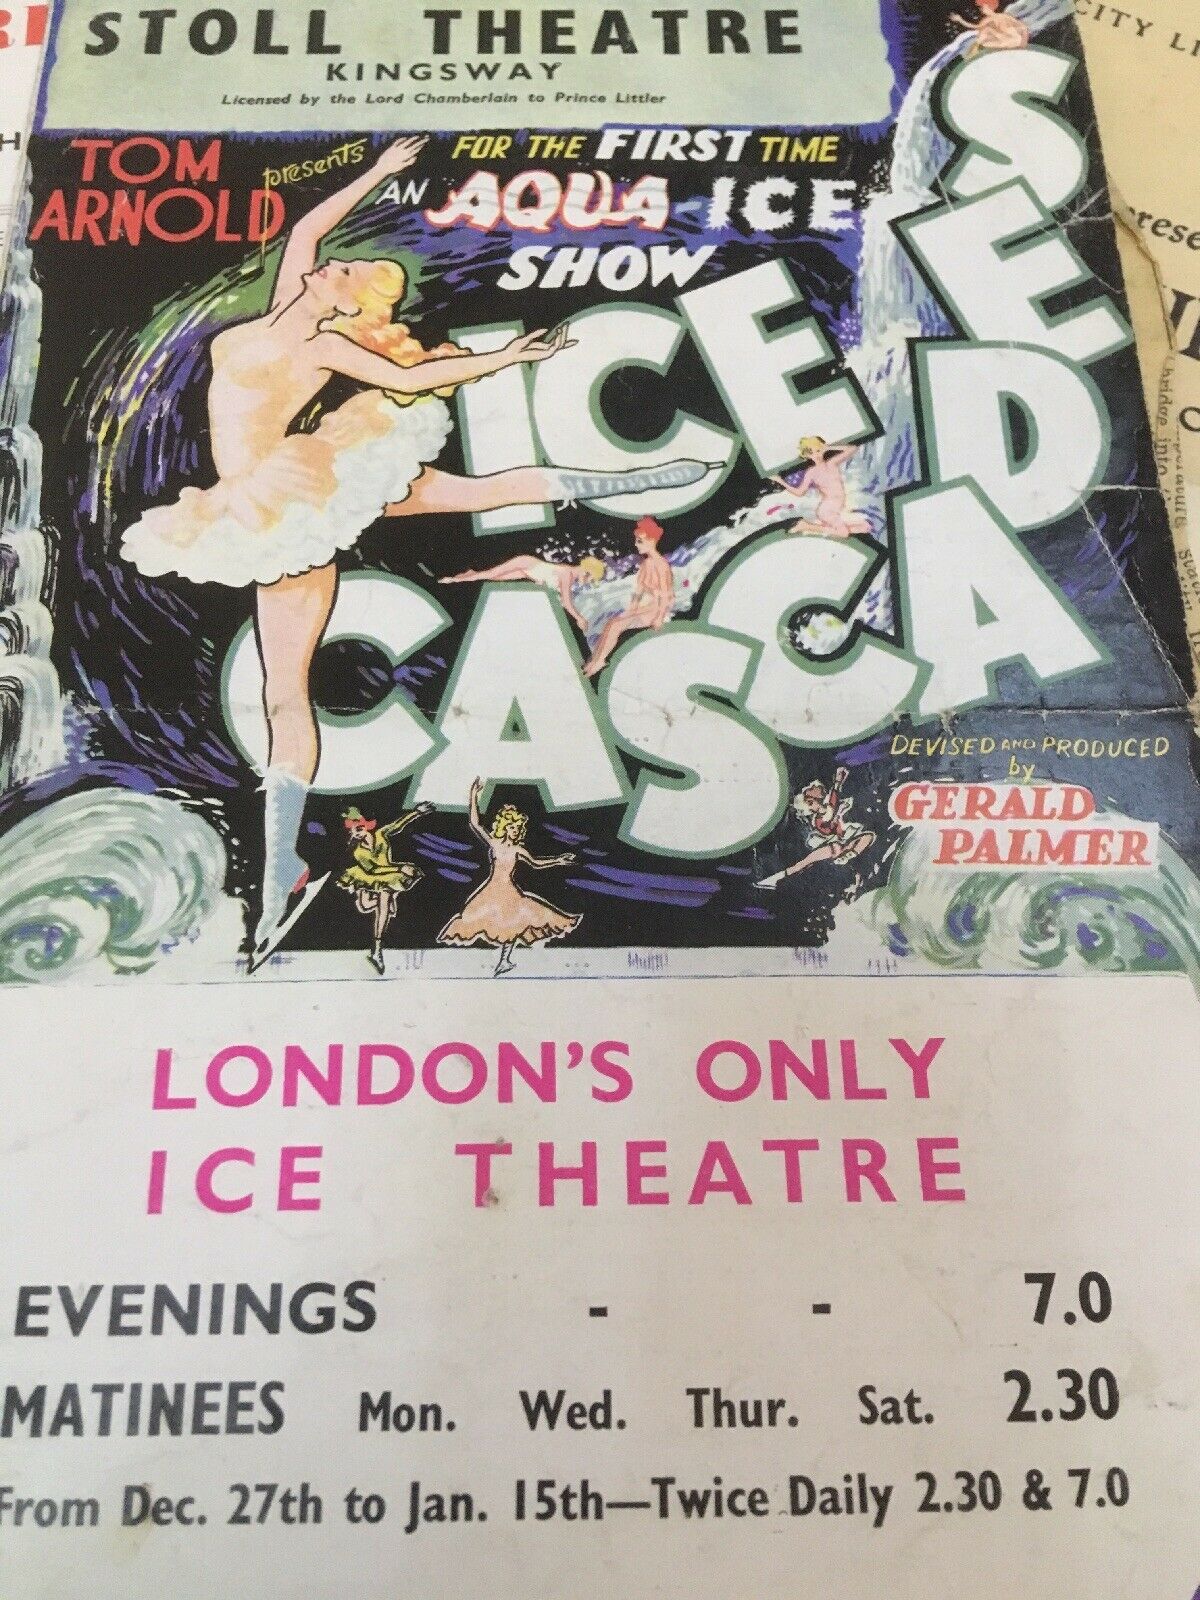 STOLL THEATRE
KINGSWAY
Licensed by the Lord Chamberlain to Prince Littler
TOM
ARNOLD
presents
FOR THE FIRST TIME
AN AQUA ICE
SHOW
ICE
CASCADES
DEVISED AND PRODUCED
by
GERALD
PALMER
LONDON'S ONLY
ICE THEATRE
EVENINGS - - 7.0
MATINEES Mon. Wed. Thur. Sat. 2.30
From Dec. 27th to Jan. 15th—Twice Daily 2.30 & 7.0
CITY